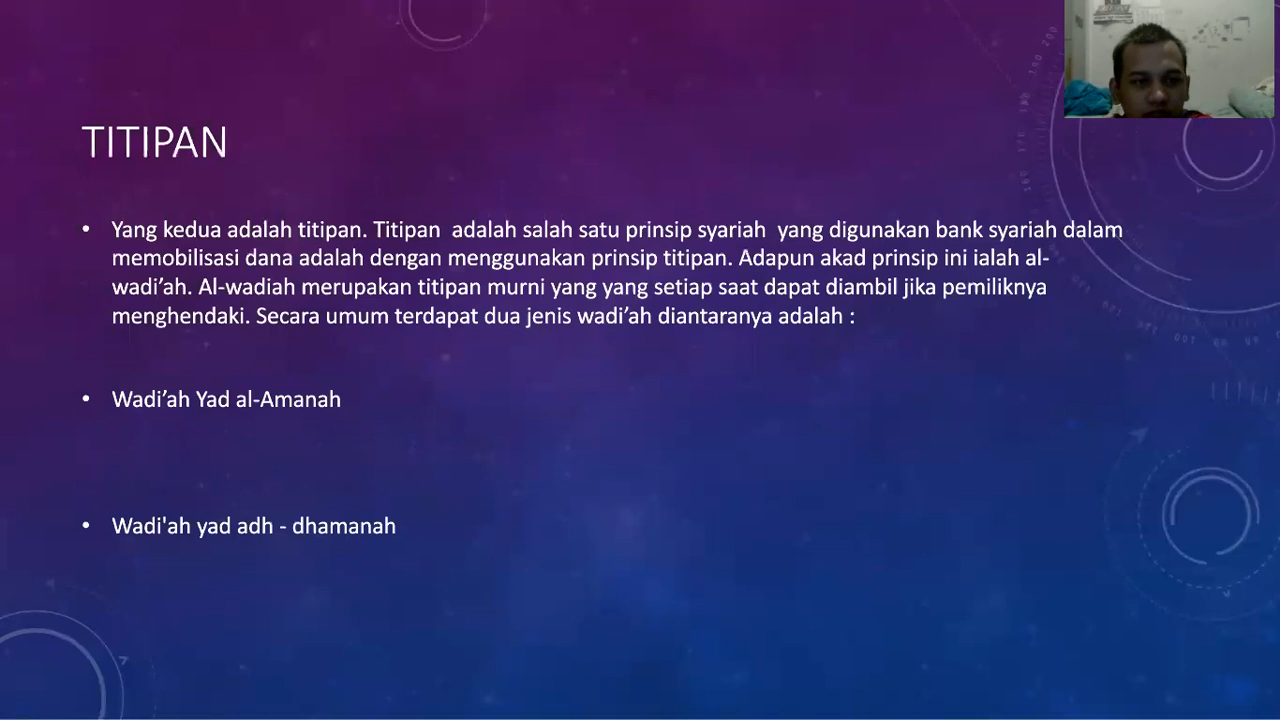 TITIPAN
• Yang kedua adalah titipan. Titipan  adalah salah satu prinsip syariah  yang digunakan bank syariah dalam
memobilisasi dana adalah dengan menggunakan prinsip titipan. Adapun akad prinsip ini ialah al-
wadi’ah. Al-wadiah merupakan titipan murni yang yang setiap saat dapat diambil jika pemiliknya
menghendaki. Secara umum terdapat dua jenis wadi’ah diantaranya adalah :
• Wadi’ah Yad al-Amanah
• Wadi'ah yad adh - dhamanah